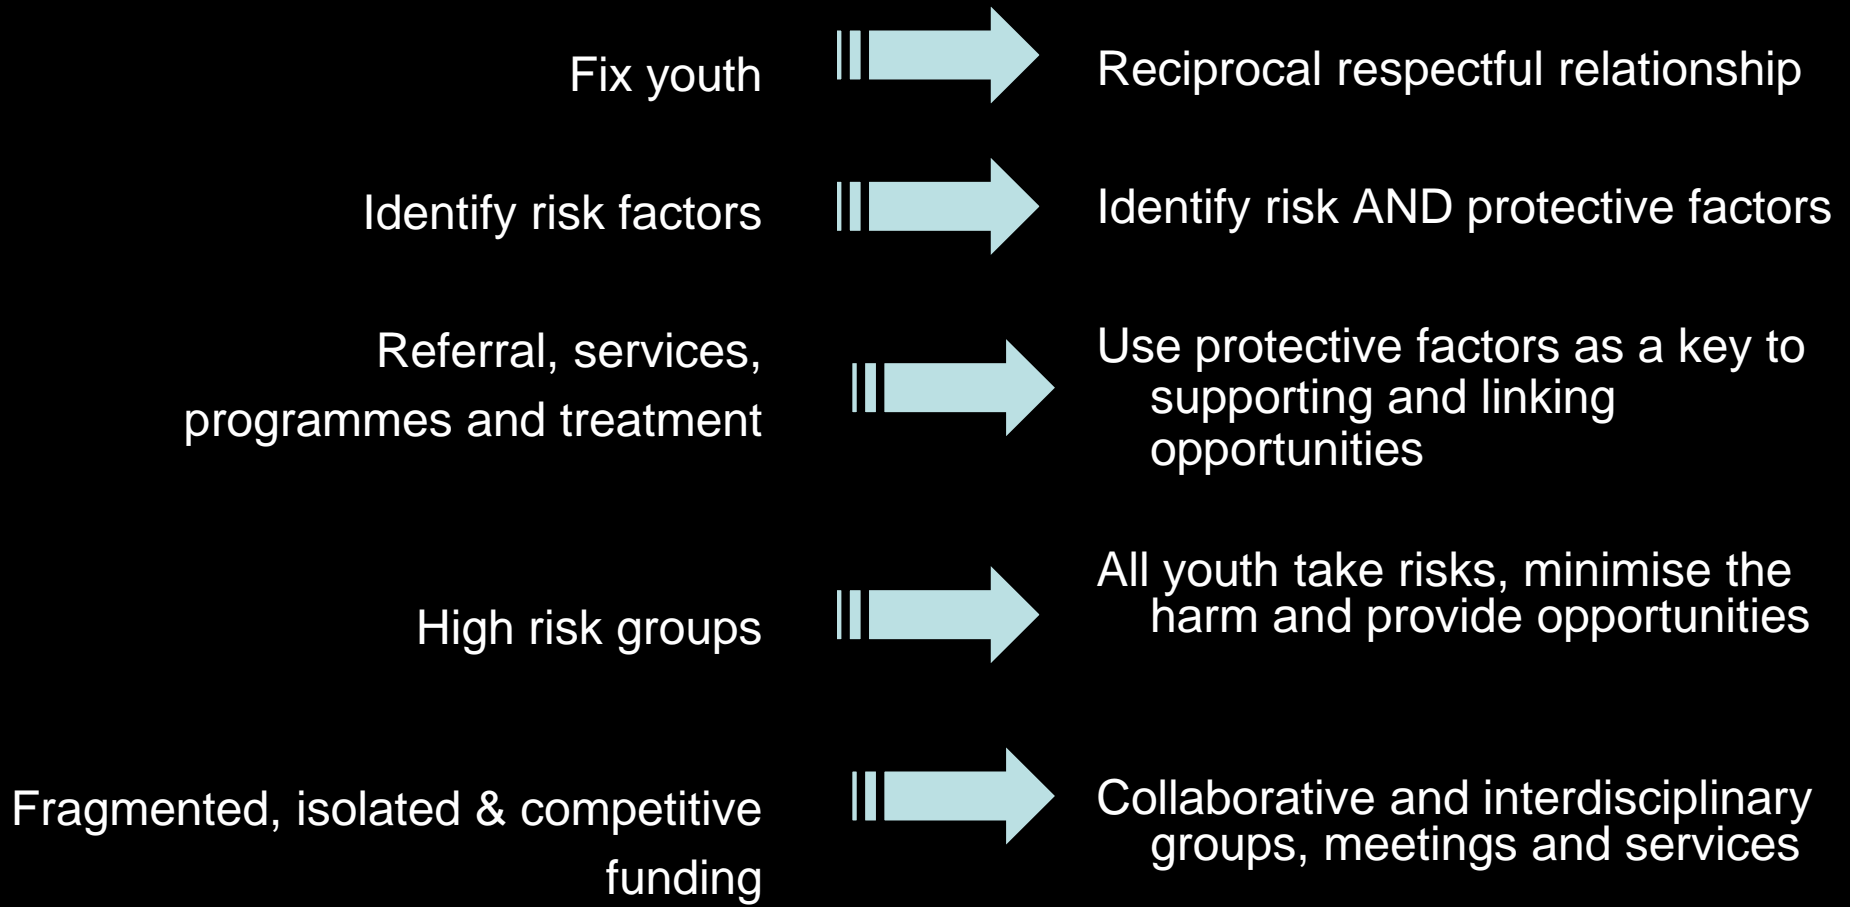 Fix youth
Reciprocal respectful relationship
Identify risk factors
Identify risk AND protective factors
Referral, services,
programmes and treatment
Use protective factors as a key to
supporting and linking
opportunities
High risk groups
All youth take risks, minimise the
harm and provide opportunities
Fragmented, isolated & competitive
funding
Collaborative and interdisciplinary
groups, meetings and services